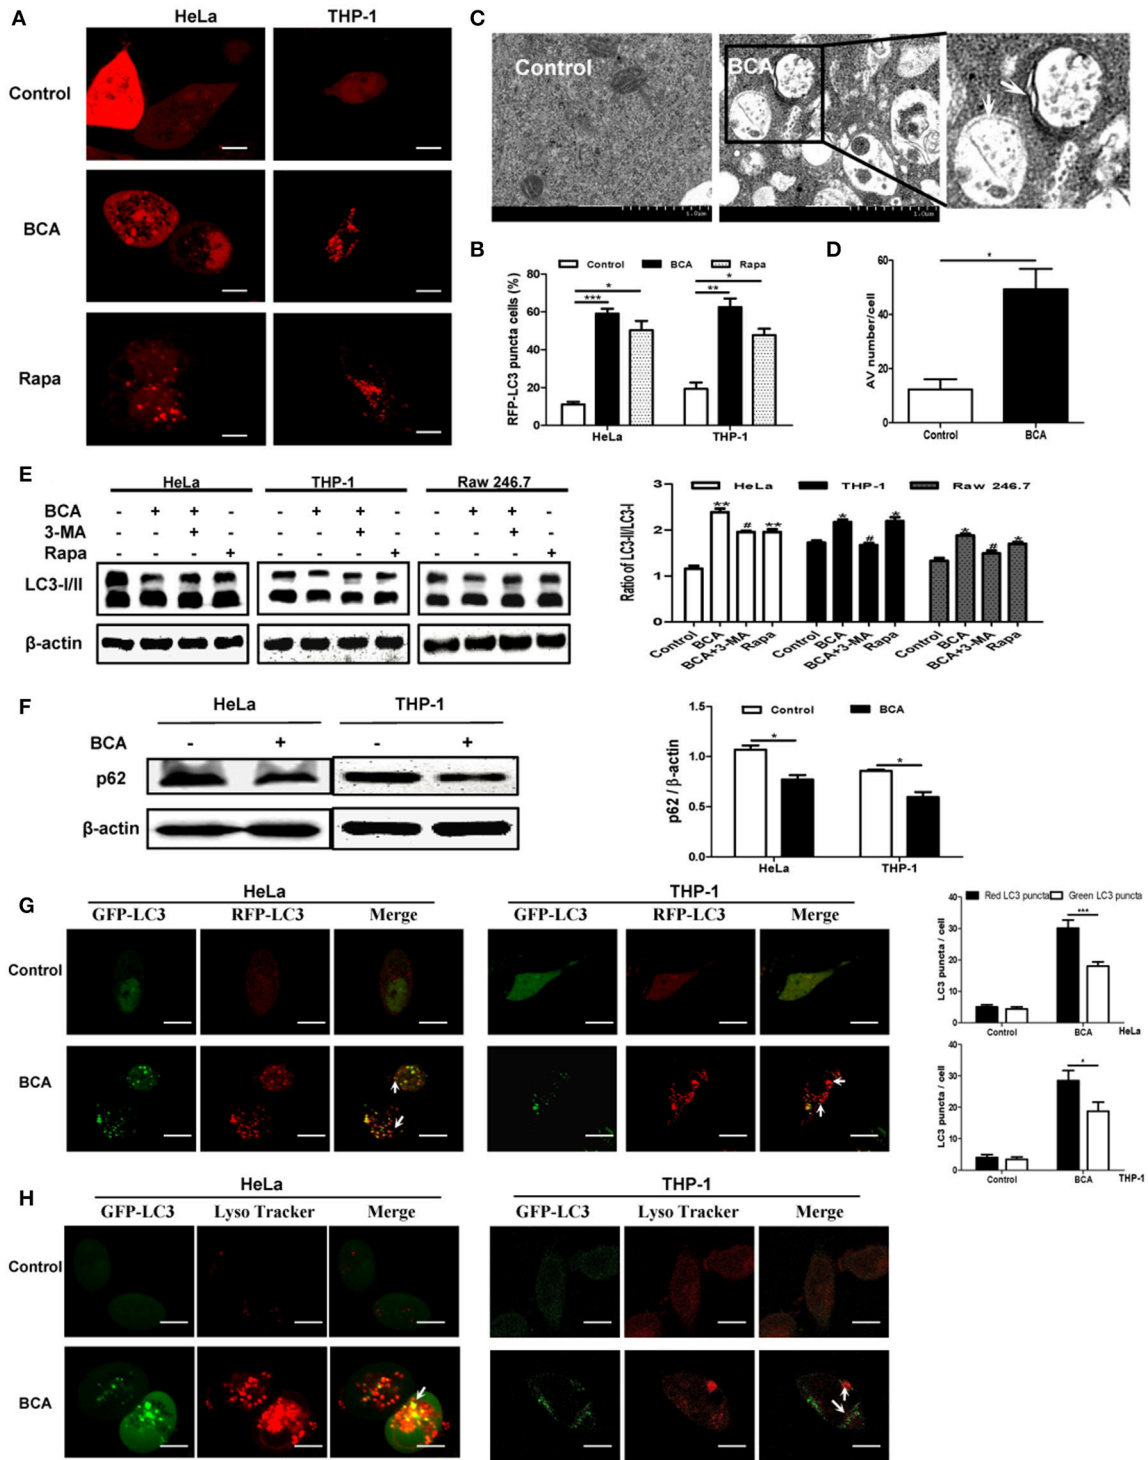 A
HeLa THP-1
Control
BCA
Rapa
C
Control
1.0um
BCA
1.0um
B
Control BCA Rapa
RFP-LC3 puncta cells (%)
80
60
40
20
0
*
***
*
**
HeLa THP-1
D
AV number/cell
60
40
20
0
*
Control BCA
E
HeLa THP-1 Raw 246.7
BCA - + + - - + + - - + + -
3-MA - - + - - - + - - - + -
Rapa - - - + - - - + - - - +
LC3-I/II
β-actin
HeLa THP-1 Raw 246.7
Ratio of LC3-II/LC3-I
3
2
1
0
** # ** * # * * # *
Control BCA BCA+3-MA Rapa Control BCA BCA+3-MA Rapa Control BCA BCA+3-MA Rapa
F
HeLa THP-1
BCA - + - +
p62
β-actin
Control BCA
p62 / β-actin
1.5
1.0
0.5
0.0
* *
HeLa THP-1
G
HeLa THP-1
GFP-LC3 RFP-LC3 Merge GFP-LC3 RFP-LC3 Merge
Control
BCA
Red LC3 puncta Green LC3 puncta
LC3 puncta / cell
40
30
20
10
0
***
Control BCA HeLa
LC3 puncta / cell
40
30
20
10
0
*
Control BCA THP-1
H
HeLa THP-1
GFP-LC3 Lyso Tracker Merge GFP-LC3 Lyso Tracker Merge
Control
BCA